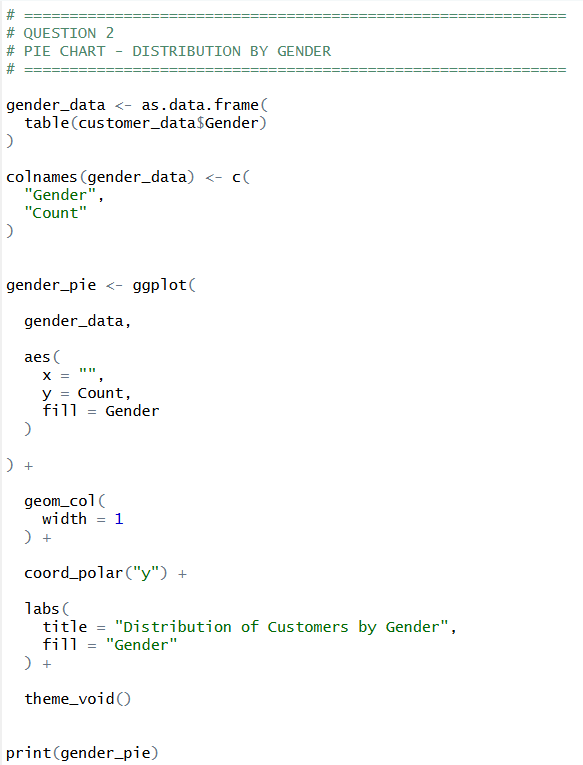 # ============================================================
# QUESTION 2
# PIE CHART - DISTRIBUTION BY GENDER
# ============================================================
gender_data <- as.data.frame(
  table(customer_data$Gender)
)
colnames(gender_data) <- c(
  "Gender",
  "Count"
)
gender_pie <- ggplot(
  gender_data,
  aes(
    x = "",
    y = Count,
    fill = Gender
  )
) +
  geom_col(
    width = 1
  ) +
  coord_polar("y") +
  labs(
    title = "Distribution of Customers by Gender",
    fill = "Gender"
  ) +
  theme_void()
print(gender_pie)